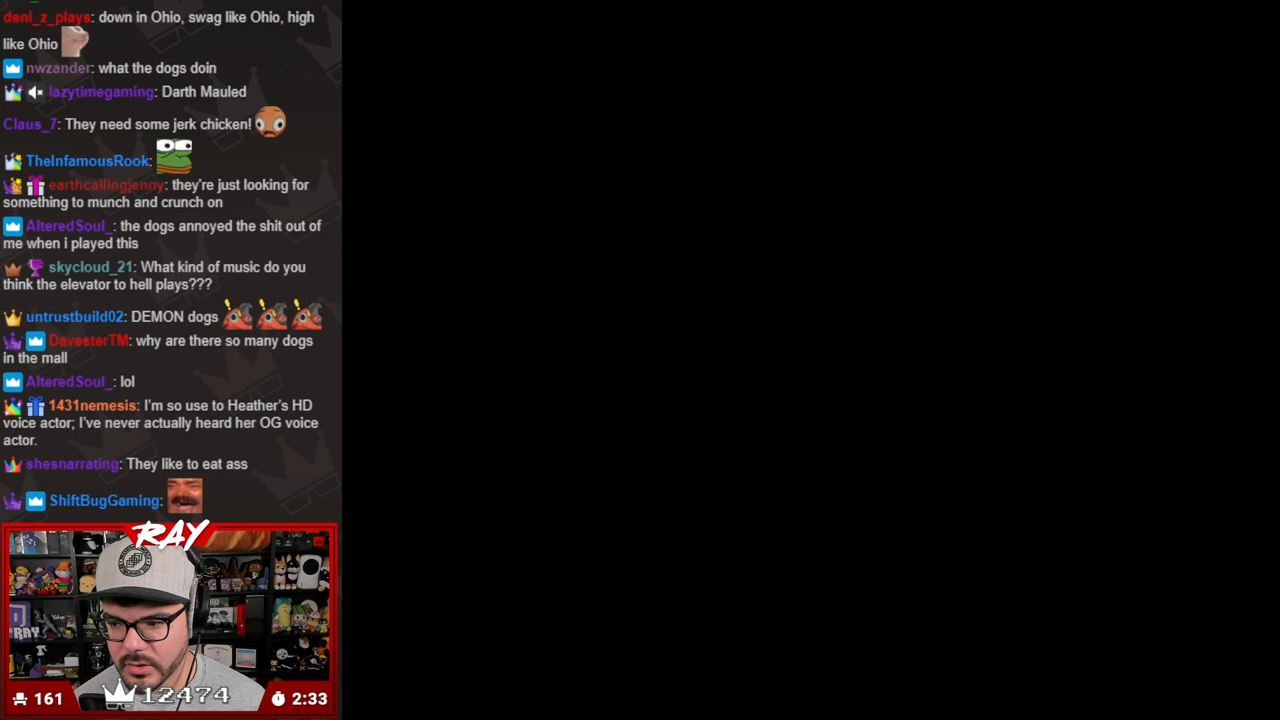 deni_z_plays: down in Ohio, swag like Ohio, high
like Ohio
nwzander: what the dogs doin
lazytimegaming: Darth Mauled
Claus_7: They need some jerk chicken!
TheInfamousRook:
earthcallingjenny: they're just looking for
something to munch and crunch on
AlteredSoul_: the dogs annoyed the shit out of
me when i played this
skycloud_21: What kind of music do you
think the elevator to hell plays???
untrustbuild02: DEMON dogs
DavesterTM: why are there so many dogs
in the mall
AlteredSoul_: lol
1431nemesis: I'm so use to Heather's HD
voice actor; I've never actually heard her OG voice
actor.
shesnarrating: They like to eat ass
ShiftBugGaming:
RAY
161
12474
2:33